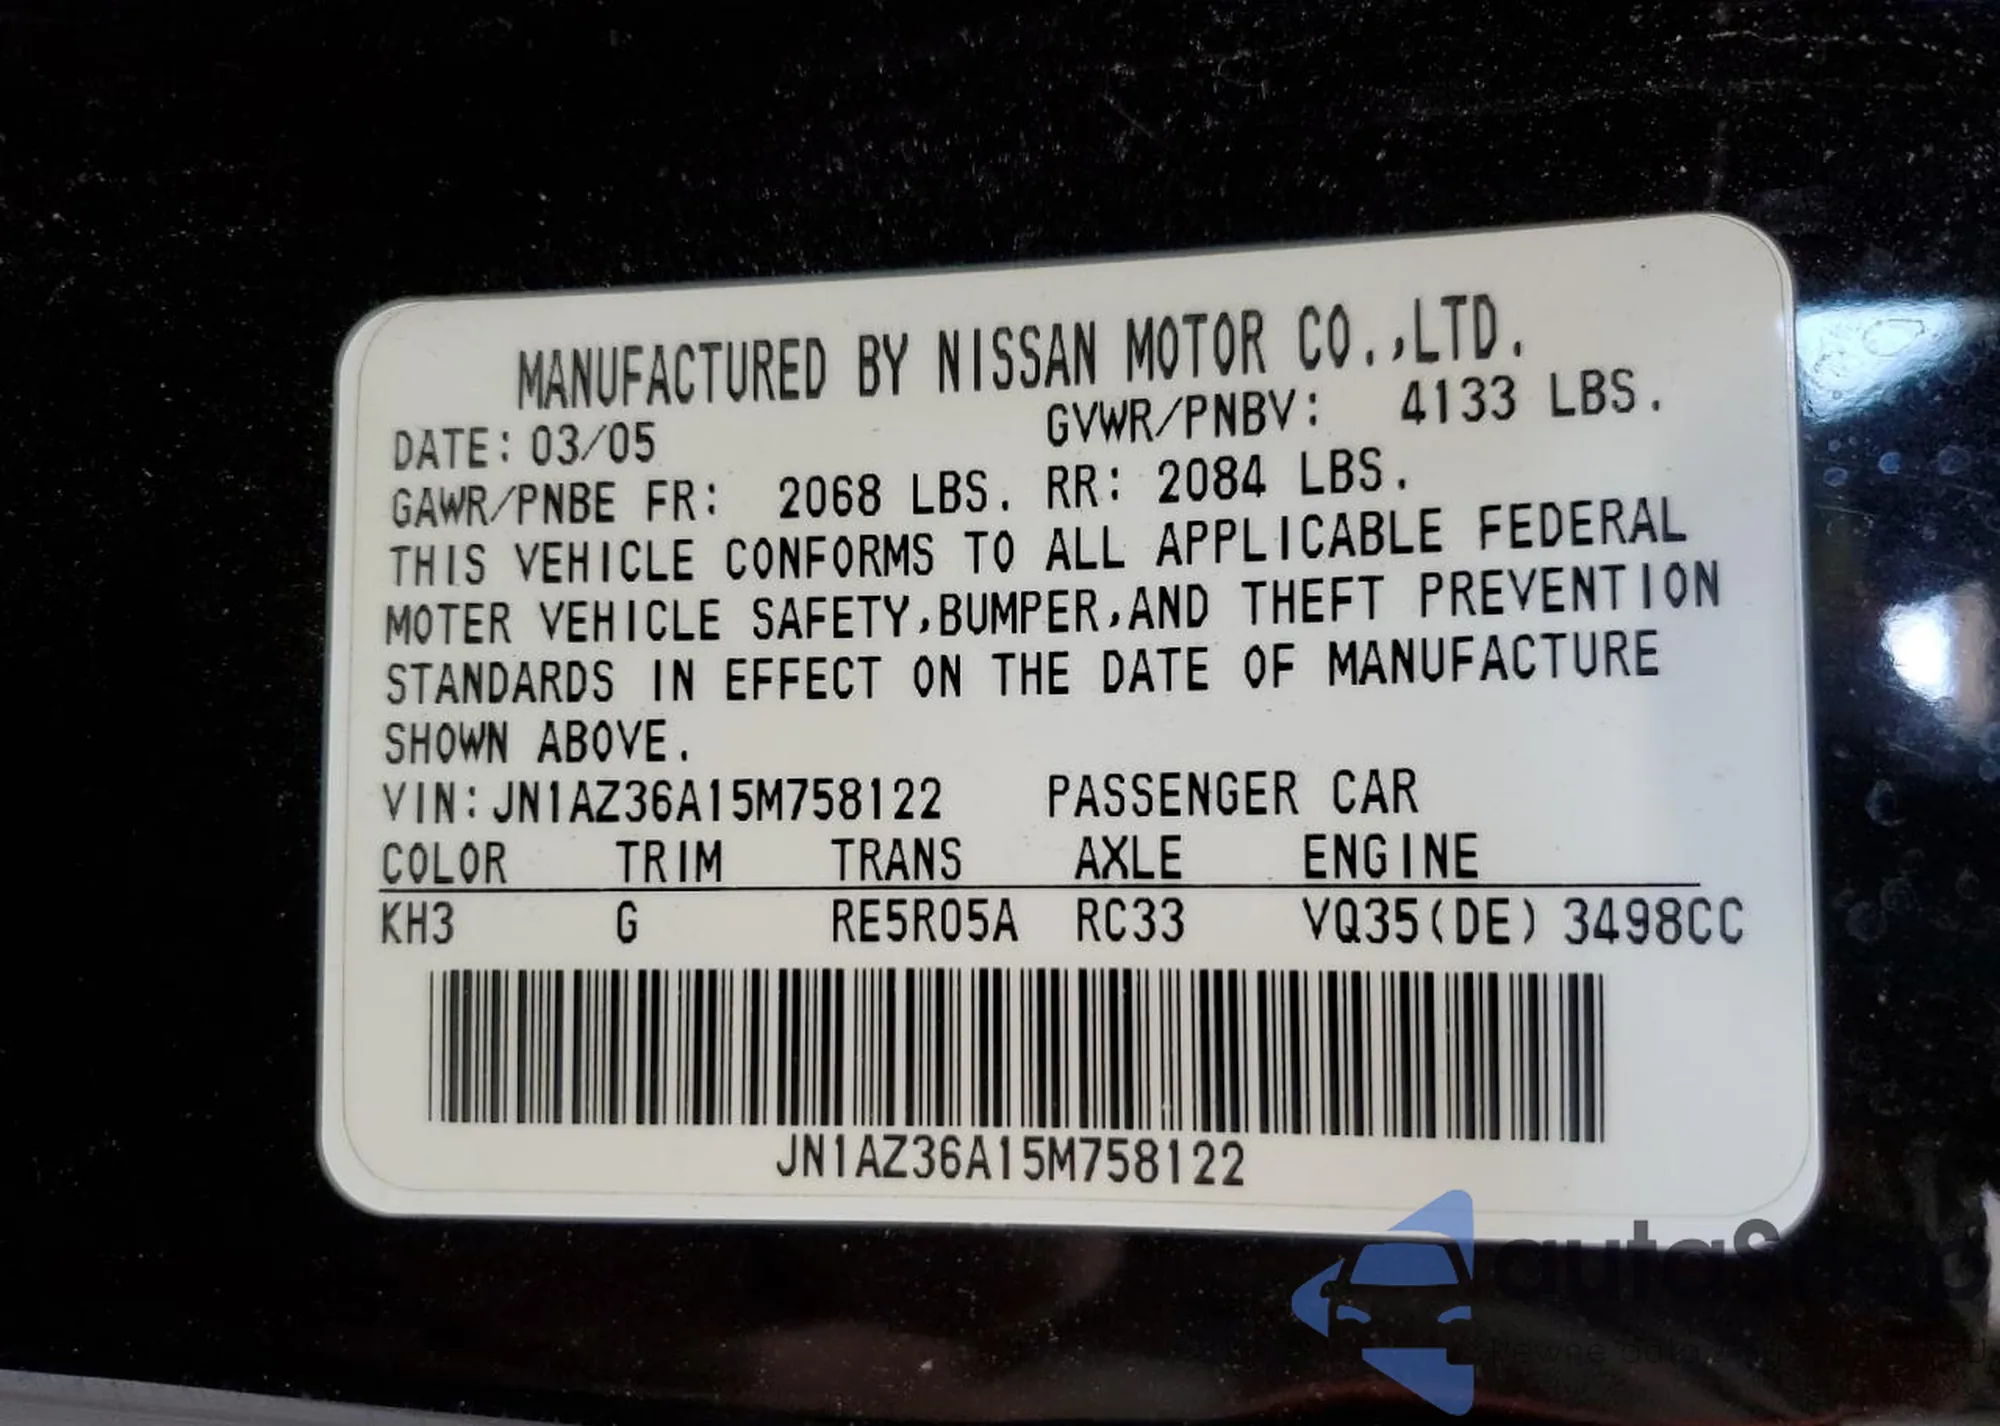 MANUFACTURED BY NISSAN MOTOR CO.,LTD.
DATE: 03/05 GVWR/PNBV: 4133 LBS.
GAWR/PNBE FR: 2068 LBS. RR: 2084 LBS.
THIS VEHICLE CONFORMS TO ALL APPLICABLE FEDERAL
MOTER VEHICLE SAFETY,BUMPER,AND THEFT PREVENTION
STANDARDS IN EFFECT ON THE DATE OF MANUFACTURE
SHOWN ABOVE.
VIN:JN1AZ36A15M758122 PASSENGER CAR
COLOR TRIM TRANS AXLE ENGINE
KH3 G RE5R05A RC33 VQ35(DE) 3498CC
JN1AZ36A15M758122